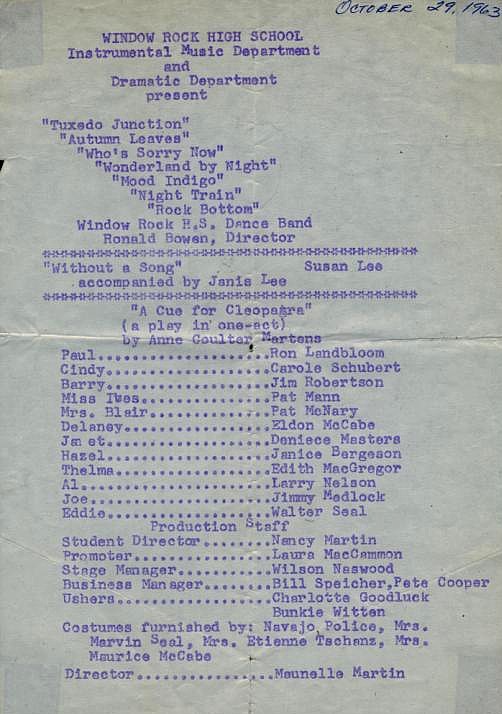 OCTOBER 29, 1963
WINDOW ROCK HIGH SCHOOL
Instrumental Music Department
and
Dramatic Department
present
"Tuxedo Junction"
"Autumn Leaves"
"Who's Sorry Now"
"Wonderland by Night"
"Mood Indigo"
"Night Train"
"Rock Bottom"
Window Rock H.S. Dance Band
Ronald Bowen, Director
"Without a Song" Susan Lee
accompanied by Janis Lee
"A Cue for Cleopatra"
(a play in one-act)
by Anne Coulter Martens
Paul........................Ron Landbloom
Cindy.......................Carole Schubert
Barry.......................Jim Robertson
Miss Ives...................Pat Mann
Mrs. Blair..................Pat McNary
Delaney.....................Eldon McCabe
Janet.......................Deniece Masters
Hazel.......................Janice Bergeson
Thelma......................Edith MacGregor
Al..........................Larry Nelson
Joe.........................Jimmy Medlock
Eddie.......................Walter Seal
Production Staff
Student Director........Nancy Martin
Promoter................Laura MacCammon
Stage Manager...........Wilson Naswood
Business Manager........Bill Speicher,Pete Cooper
Ushers..................Charlotte Goodluck
Bunkie Witten
Costumes furnished by: Navajo Police, Mrs.
Marvin Seal, Mrs. Etienne Tschanz, Mrs.
Maurice McCabe
Director................Maunelle Martin